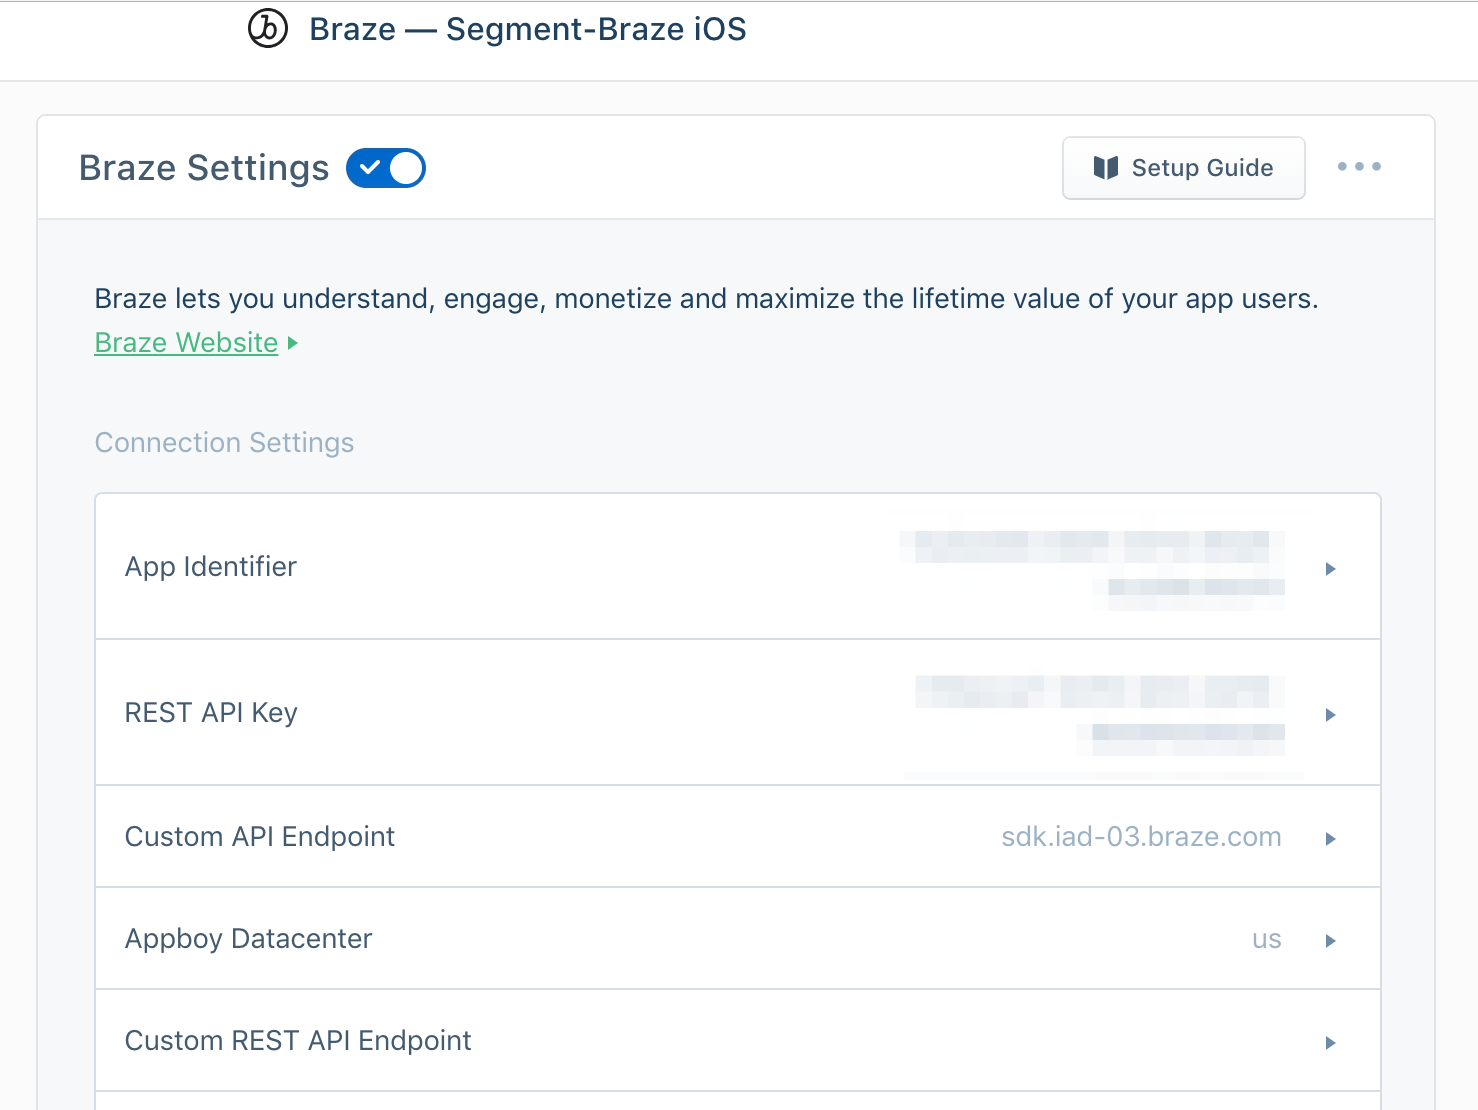 Braze — Segment-Braze iOS
Braze Settings
Setup Guide
Braze lets you understand, engage, monetize and maximize the lifetime value of your app users.
Braze Website
Connection Settings
App Identifier
REST API Key
Custom API Endpoint sdk.iad-03.braze.com
Appboy Datacenter us
Custom REST API Endpoint